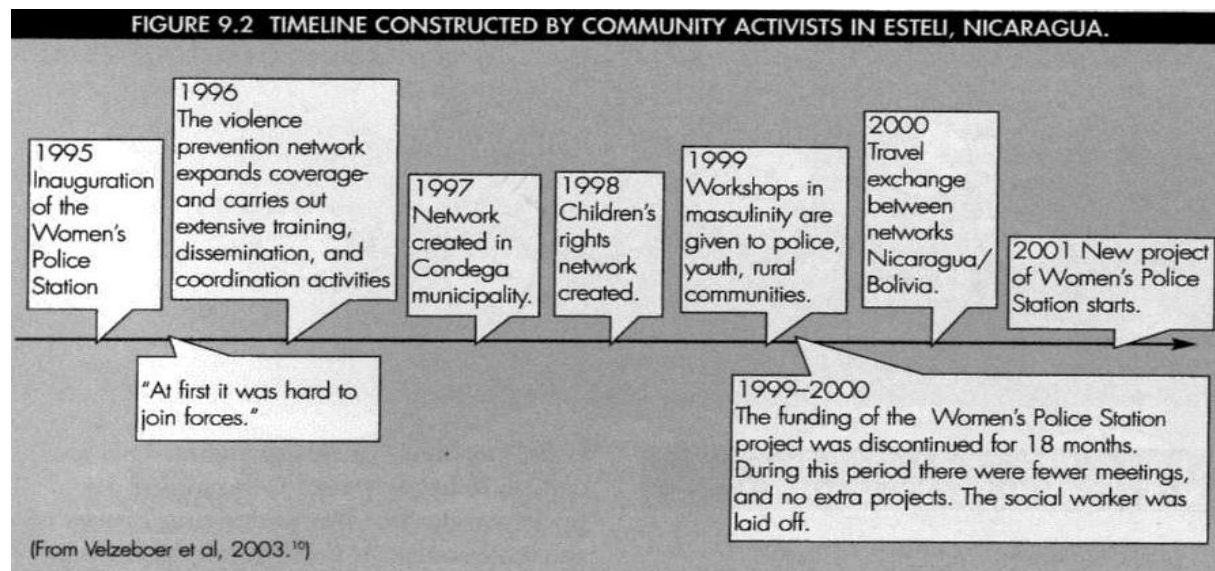 FIGURE 9.2 TIMELINE CONSTRUCTED BY COMMUNITY ACTIVISTS IN ESTELI, NICARAGUA.
1995
Inauguration
of the
Women's
Police
Station
1996
The violence
prevention network
expands coverage-
and carries out
extensive training,
dissemination, and
coordination activities
1997
Network
created in
Condega
municipality.
1998
Children's
rights
network
created.
1999
Workshops in
masculinity are
given to police,
youth, rural
communities.
2000
Travel
exchange
between
networks
Nicaragua/
Bolivia.
2001 New project
of Women's Police
Station starts.
"At first it was hard to
join forces."
1999–2000
The funding of the Women's Police Station
project was discontinued for 18 months.
During this period there were fewer meetings,
and no extra projects. The social worker was
laid off.
(From Velzeboer et al, 2003.¹⁰)